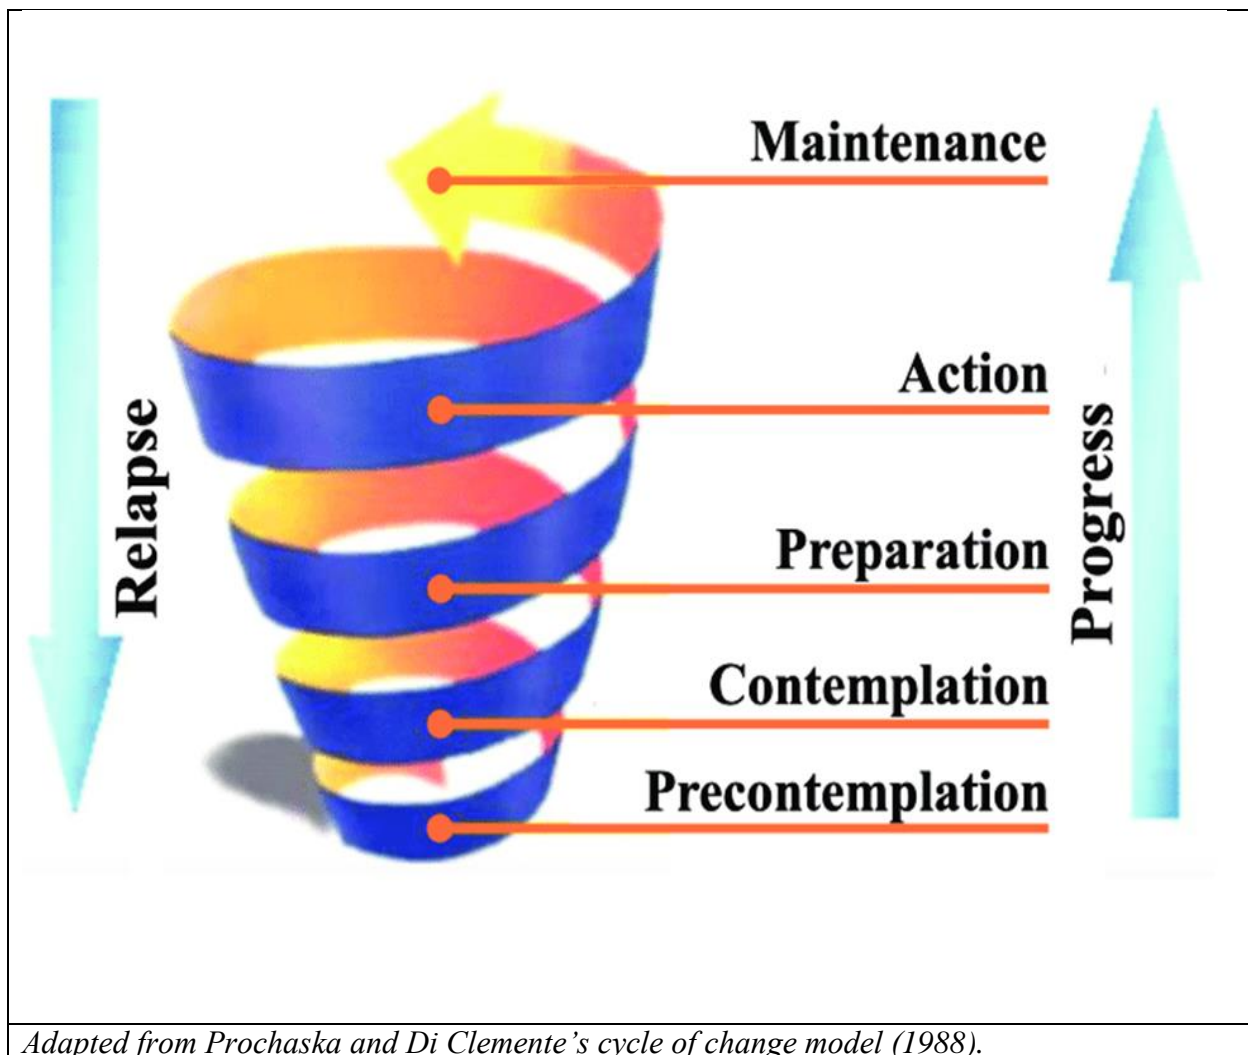 Maintenance
Action
Preparation
Contemplation
Precontemplation
Relapse
Progress
Adapted from Prochaska and Di Clemente's cycle of change model (1988).